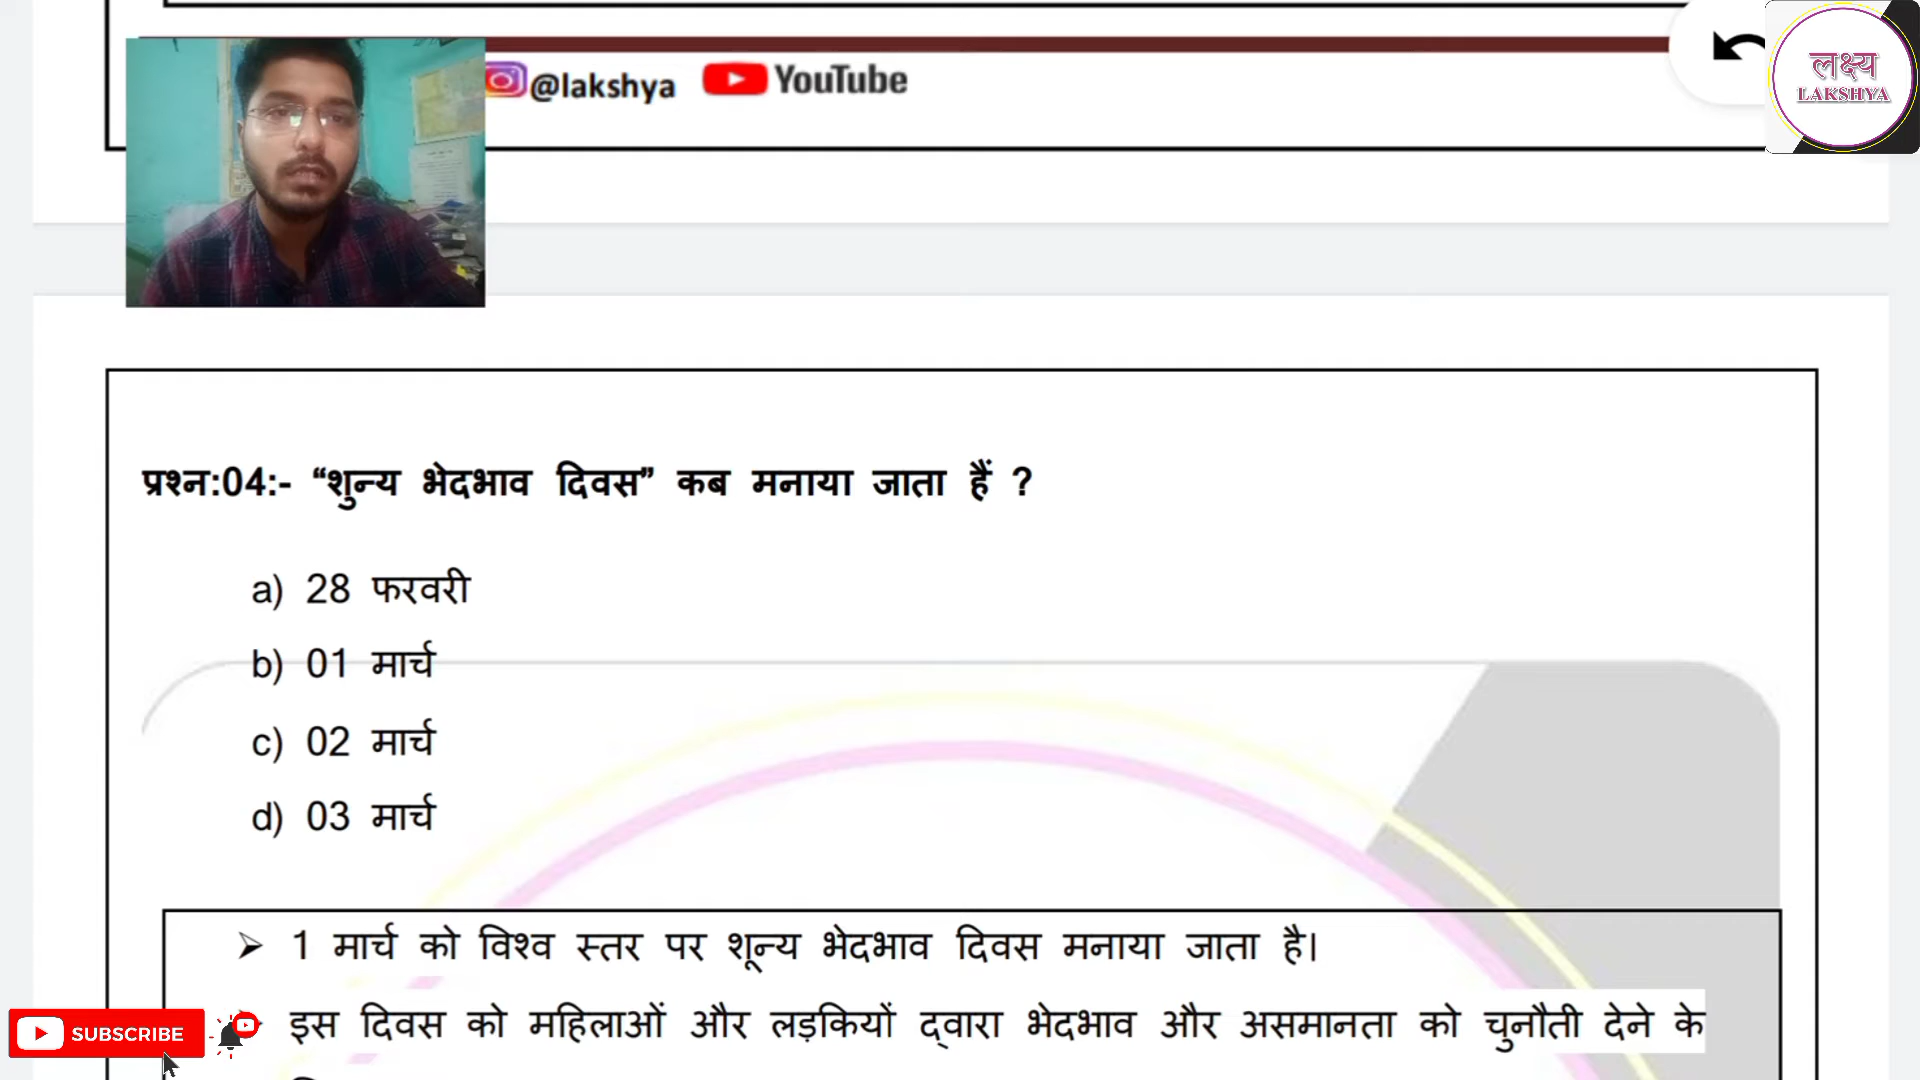 @lakshya YouTube
लक्ष्य
LAKSHYA
प्रश्न:04:- “शुन्य भेदभाव दिवस” कब मनाया जाता हैं ?
a) 28 फरवरी
b) 01 मार्च
c) 02 मार्च
d) 03 मार्च
➢ 1 मार्च को विश्व स्तर पर शून्य भेदभाव दिवस मनाया जाता है।
इस दिवस को महिलाओं और लड़कियों द्वारा भेदभाव और असमानता को चुनौती देने के
SUBSCRIBE